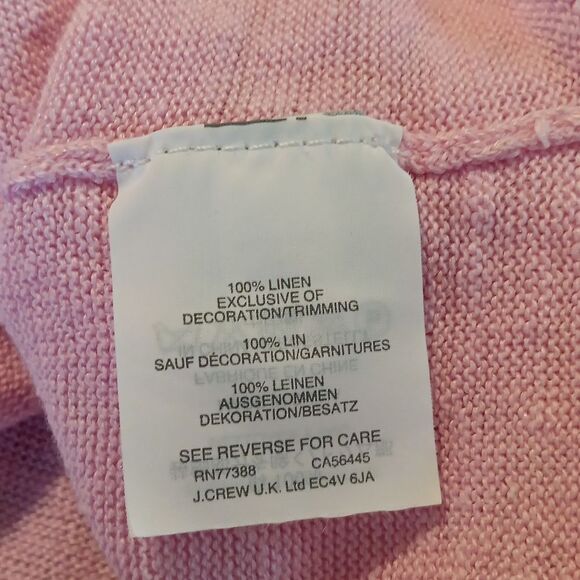 100% LINEN
EXCLUSIVE OF
DECORATION/TRIMMING
100% LIN
SAUF DÉCORATION/GARNITURES
100% LEINEN
AUSGENOMMEN
DEKORATION/BESATZ
SEE REVERSE FOR CARE
RN77388 CA56445
J.CREW U.K. Ltd EC4V 6JA